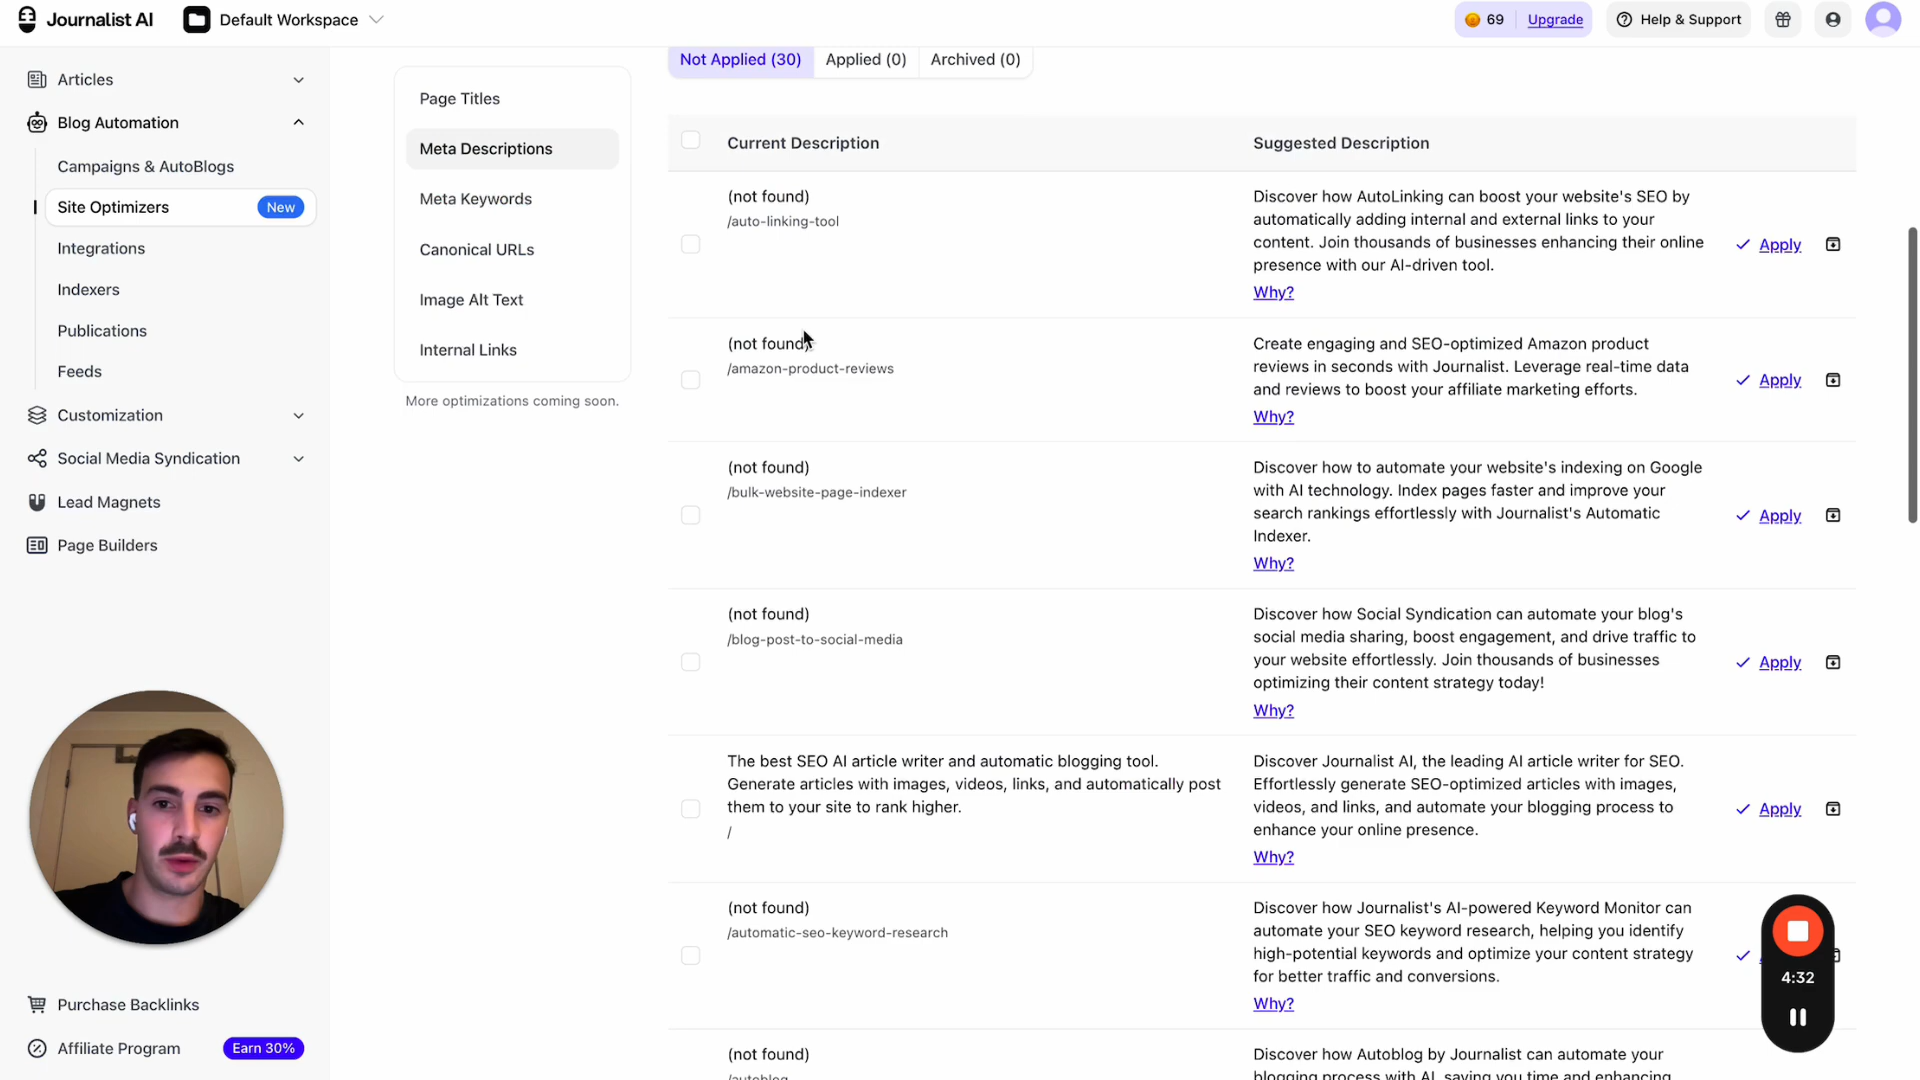 Journalist AI
Default Workspace
69
Upgrade
Help & Support
Articles
Blog Automation
Campaigns & AutoBlogs
Site Optimizers
New
Integrations
Indexers
Publications
Feeds
Customization
Social Media Syndication
Lead Magnets
Page Builders
Purchase Backlinks
Affiliate Program
Earn 30%
Page Titles
Meta Descriptions
Meta Keywords
Canonical URLs
Image Alt Text
Internal Links
More optimizations coming soon.
Not Applied (30)
Applied (0)
Archived (0)
Current Description
Suggested Description
(not found)
/auto-linking-tool
Discover how AutoLinking can boost your website's SEO by
automatically adding internal and external links to your
content. Join thousands of businesses enhancing their online
presence with our AI-driven tool.
Why?
Apply
(not found)
/amazon-product-reviews
Create engaging and SEO-optimized Amazon product
reviews in seconds with Journalist. Leverage real-time data
and reviews to boost your affiliate marketing efforts.
Why?
Apply
(not found)
/bulk-website-page-indexer
Discover how to automate your website's indexing on Google
with AI technology. Index pages faster and improve your
search rankings effortlessly with Journalist's Automatic
Indexer.
Why?
Apply
(not found)
/blog-post-to-social-media
Discover how Social Syndication can automate your blog's
social media sharing, boost engagement, and drive traffic to
your website effortlessly. Join thousands of businesses
optimizing their content strategy today!
Why?
Apply
The best SEO AI article writer and automatic blogging tool.
Generate articles with images, videos, links, and automatically post
them to your site to rank higher.
/
Discover Journalist AI, the leading AI article writer for SEO.
Effortlessly generate SEO-optimized articles with images,
videos, and links, and automate your blogging process to
enhance your online presence.
Why?
Apply
(not found)
/automatic-seo-keyword-research
Discover how Journalist's AI-powered Keyword Monitor can
automate your SEO keyword research, helping you identify
high-potential keywords and optimize your content strategy
for better traffic and conversions.
Why?
4:32
(not found)
/autoblog
Discover how Autoblog by Journalist can automate your
blogging process with AI, saving you time and enhancing